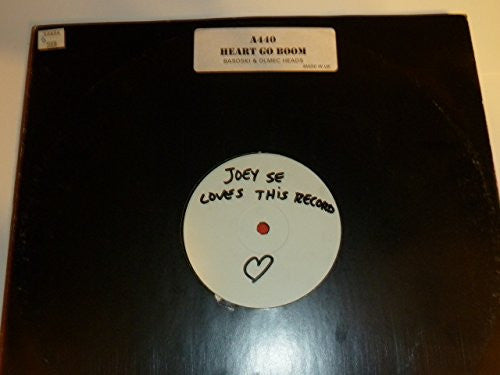 A440
HEART GO BOOM
BASOSKI & OLMEC HEADS
MADE IN UK
JOEY SE
LOVES THIS RECORD